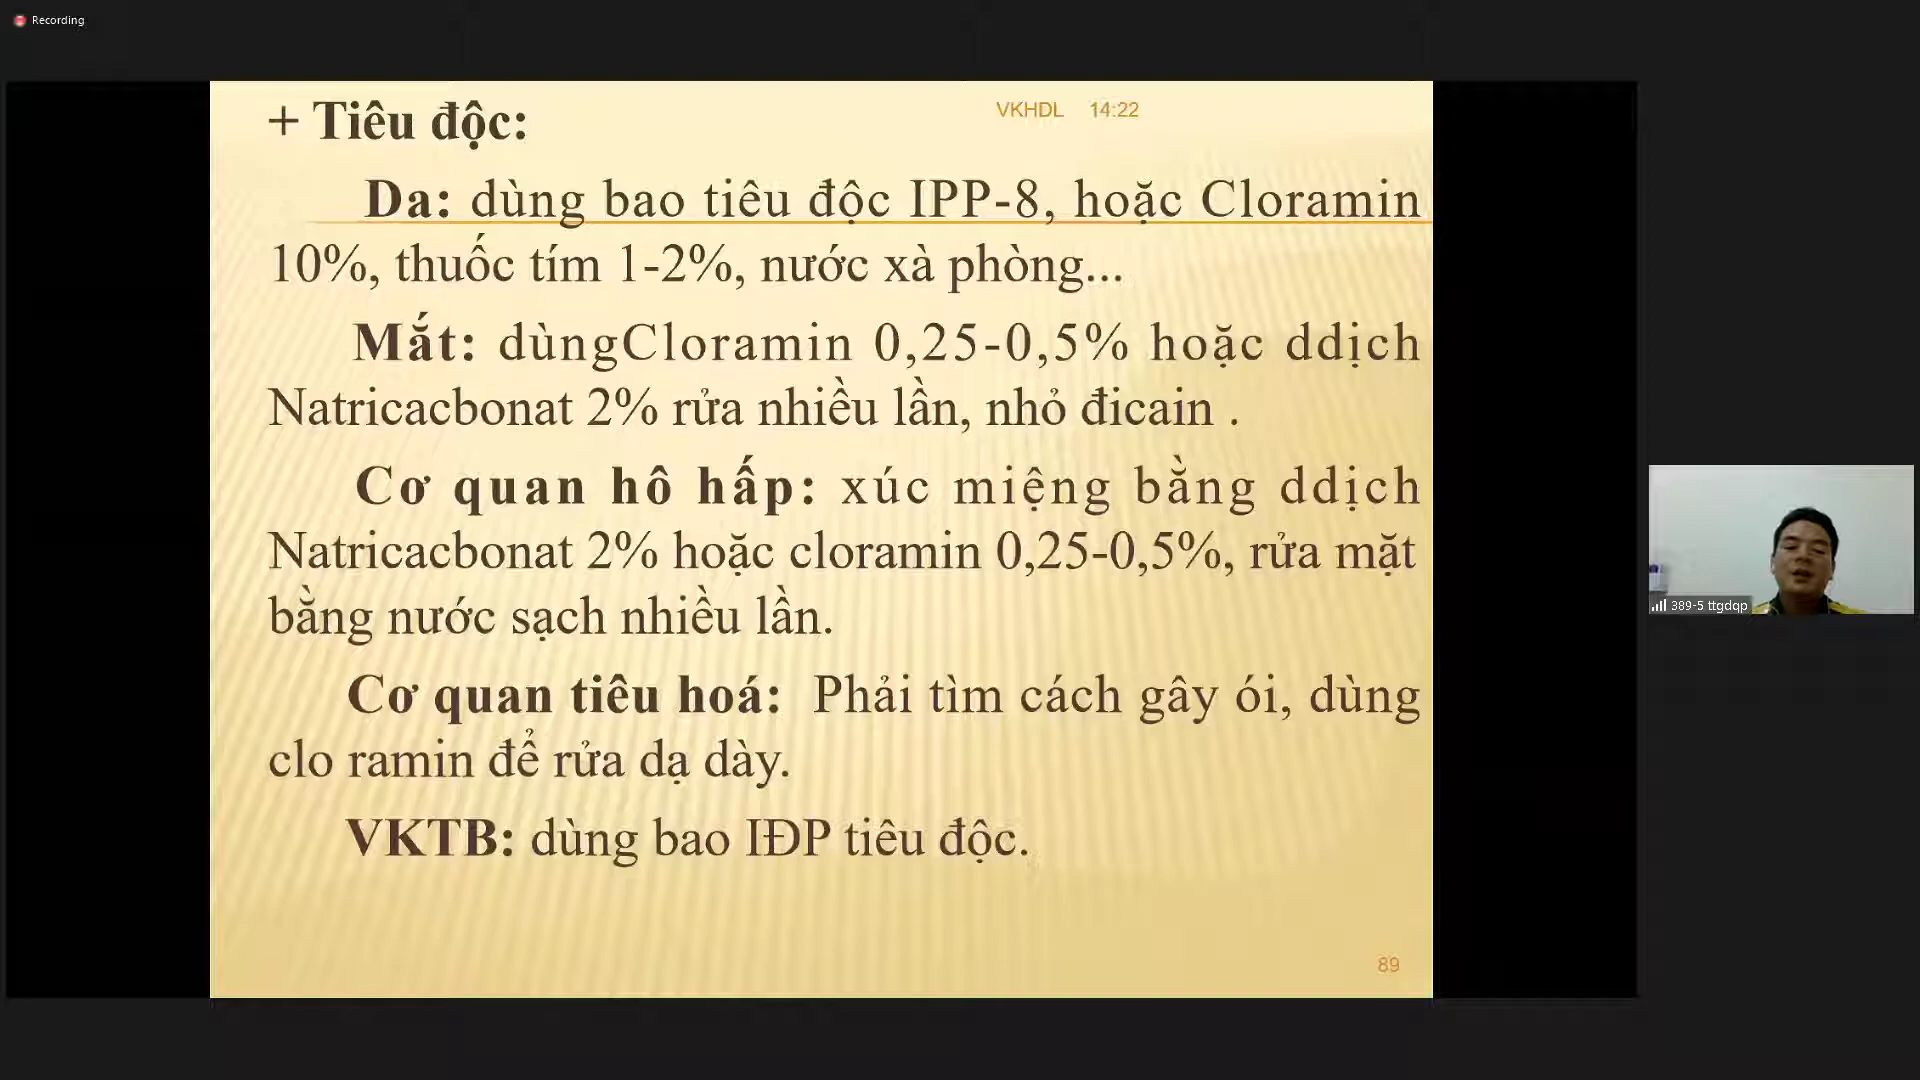 Recording
+ Tiêu độc:
VKHDL 14:22
Da: dùng bao tiêu độc IPP-8, hoặc Cloramin
10%, thuốc tím 1-2%, nước xà phòng...
Mắt: dùngCloramin 0,25-0,5% hoặc ddịch
Natricacbonat 2% rửa nhiều lần, nhỏ đicain .
Cơ quan hô hấp: xúc miệng bằng ddịch
Natricacbonat 2% hoặc cloramin 0,25-0,5%, rửa mặt
bằng nước sạch nhiều lần.
Cơ quan tiêu hoá: Phải tìm cách gây ói, dùng
clo ramin để rửa dạ dày.
VKTB: dùng bao IĐP tiêu độc.
89
389-5 ttgdqp